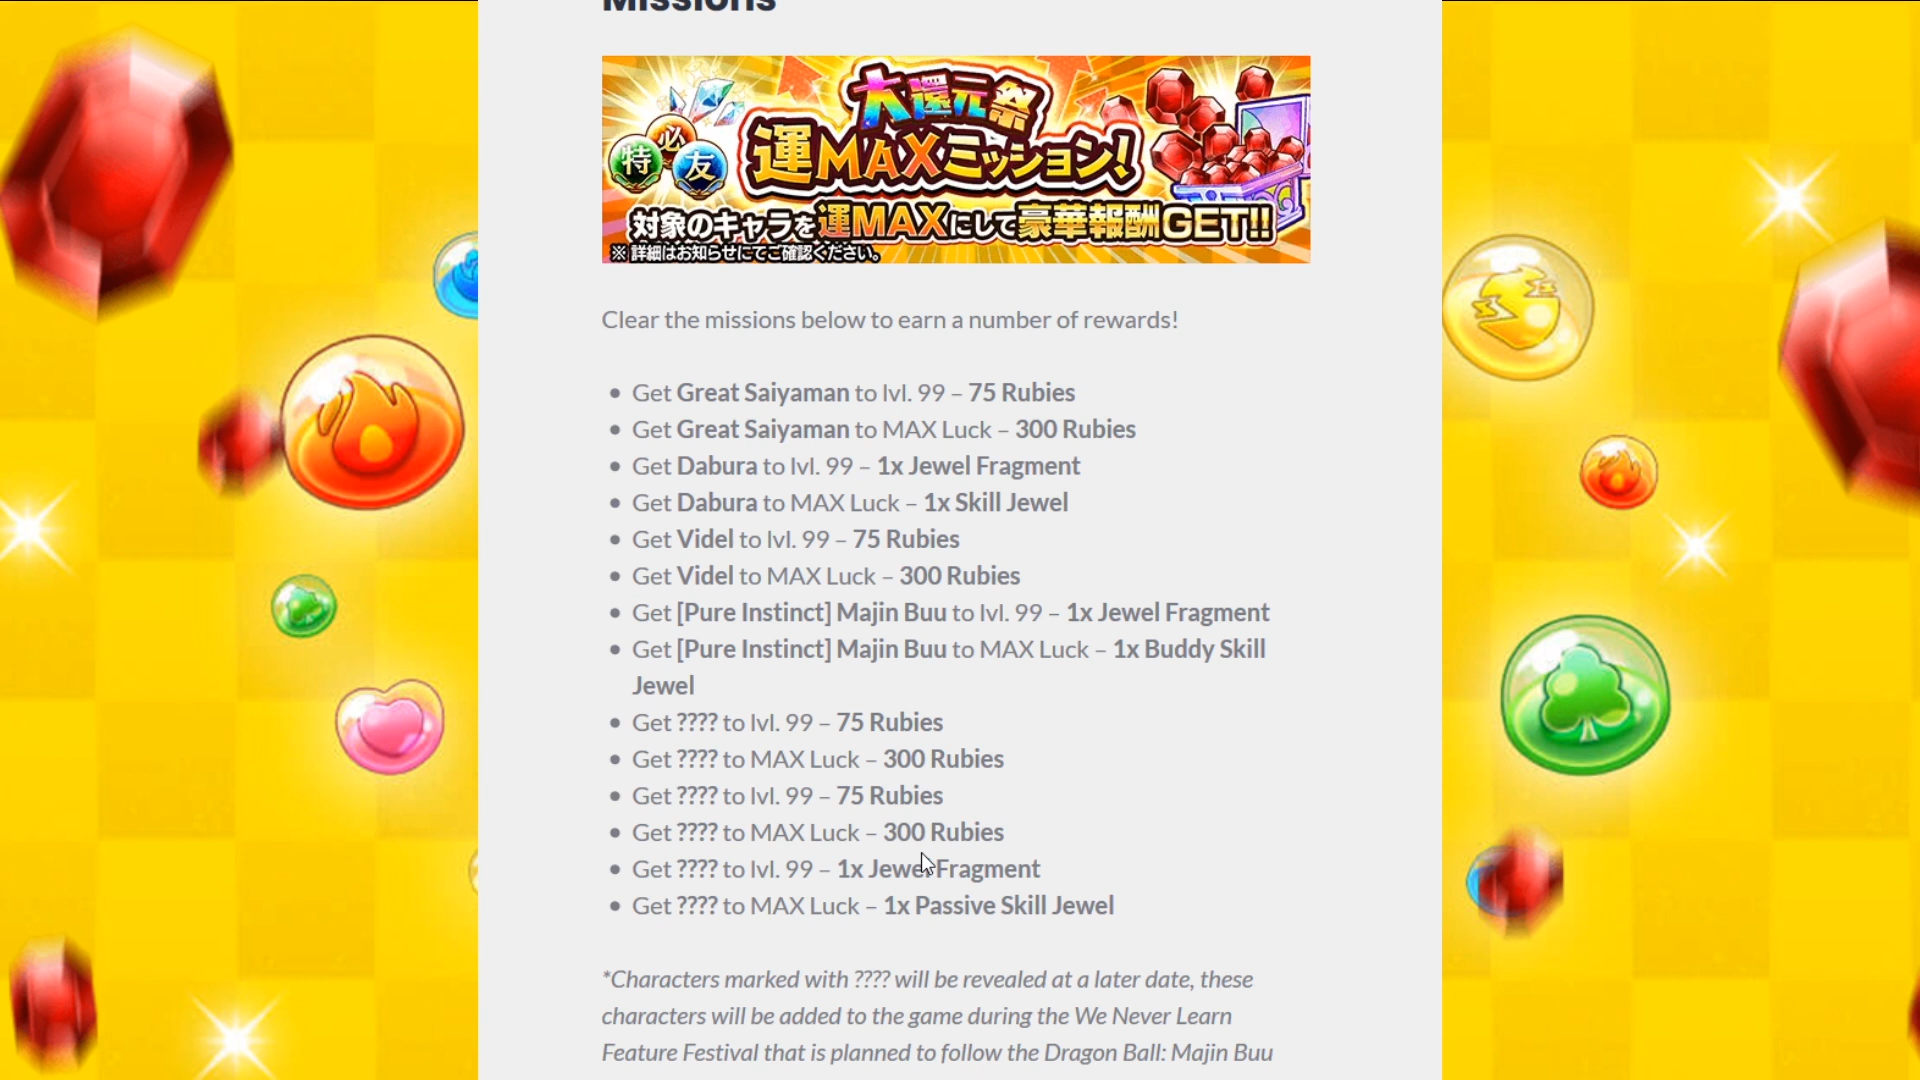 Missions
大還元祭
必
特
友
運MAXミッション!
対象のキャラを運MAXにして豪華報酬GET!!
※詳細はお知らせにてご確認ください。
Clear the missions below to earn a number of rewards!
• Get Great Saiyaman to lvl. 99 – 75 Rubies
• Get Great Saiyaman to MAX Luck – 300 Rubies
• Get Dabura to lvl. 99 – 1x Jewel Fragment
• Get Dabura to MAX Luck – 1x Skill Jewel
• Get Videl to lvl. 99 – 75 Rubies
• Get Videl to MAX Luck – 300 Rubies
• Get [Pure Instinct] Majin Buu to lvl. 99 – 1x Jewel Fragment
• Get [Pure Instinct] Majin Buu to MAX Luck – 1x Buddy Skill
Jewel
• Get ???? to lvl. 99 – 75 Rubies
• Get ???? to MAX Luck – 300 Rubies
• Get ???? to lvl. 99 – 75 Rubies
• Get ???? to MAX Luck – 300 Rubies
• Get ???? to lvl. 99 – 1x Jewel Fragment
• Get ???? to MAX Luck – 1x Passive Skill Jewel
*Characters marked with ???? will be revealed at a later date, these
characters will be added to the game during the We Never Learn
Feature Festival that is planned to follow the Dragon Ball: Majin Buu